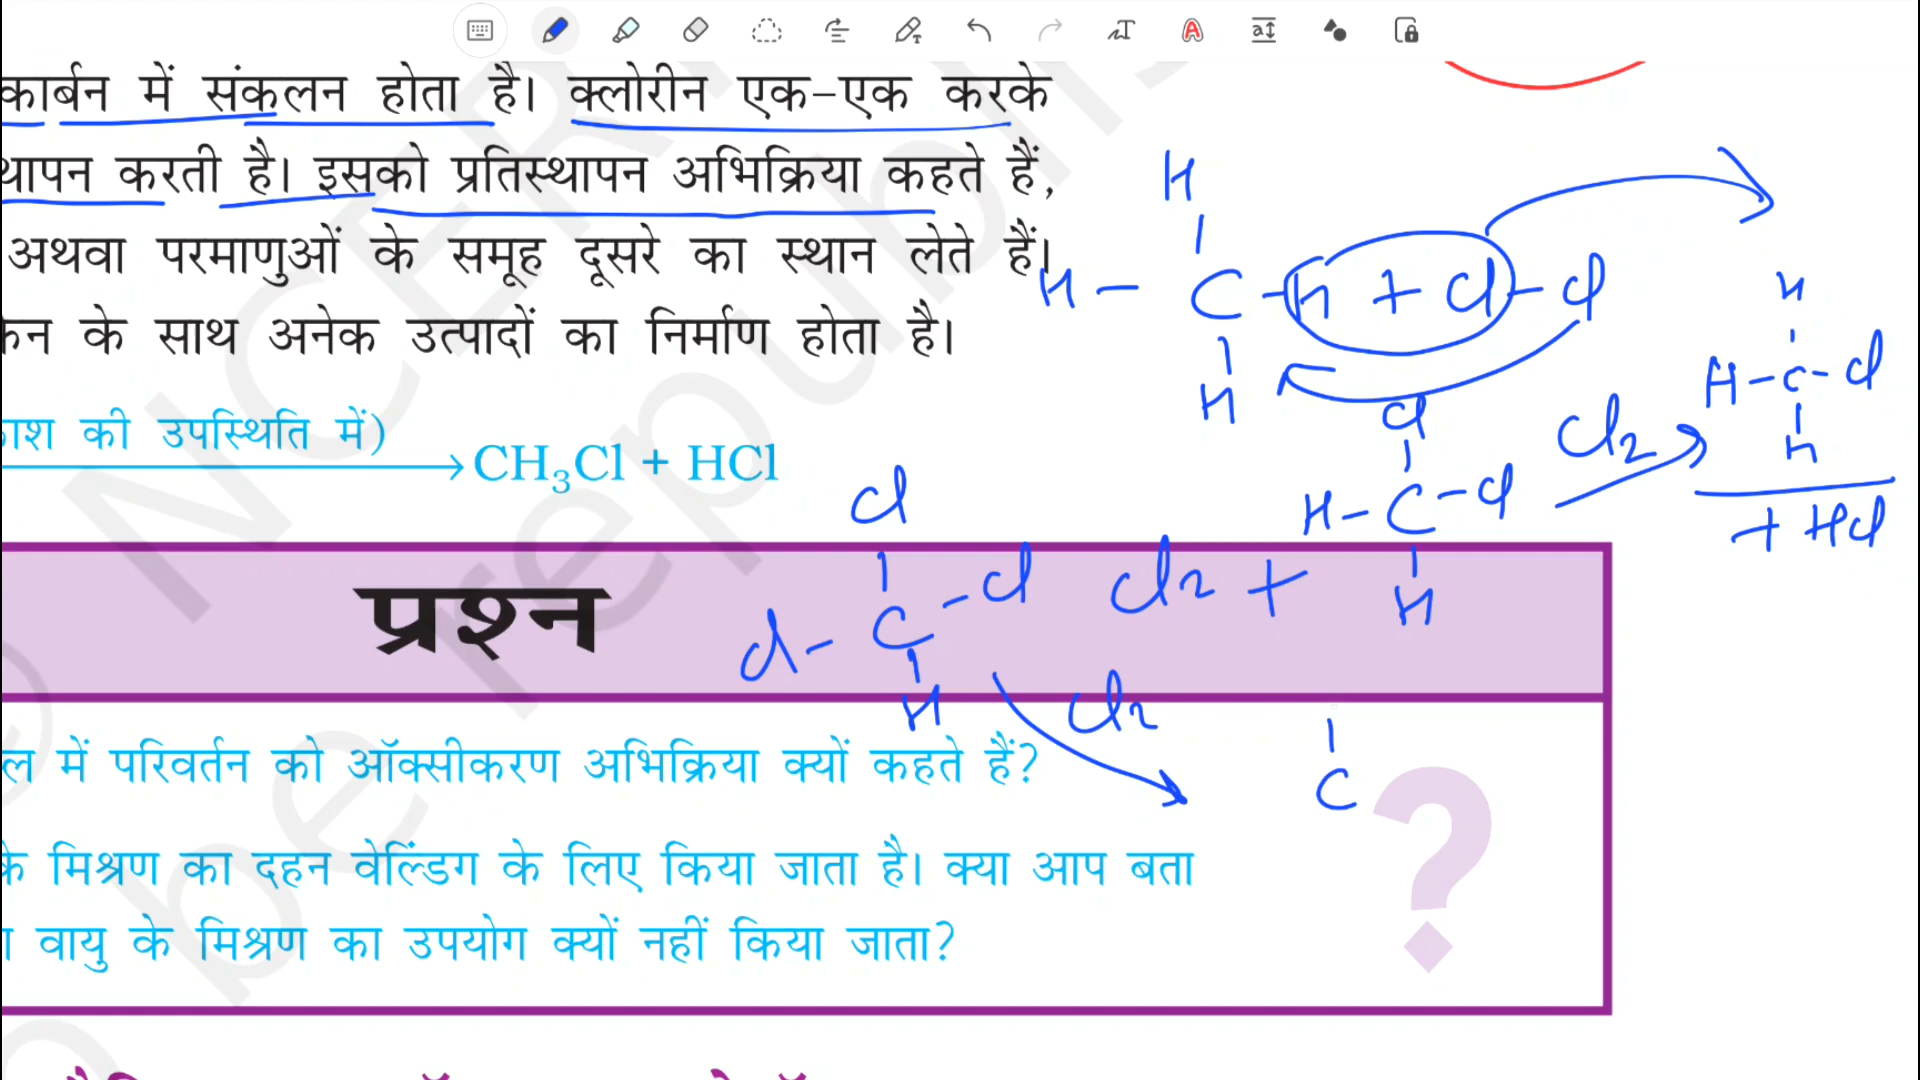 कार्बन में संकलन होता है। क्लोरीन एक-एक करके
थापन करती है। इसको प्रतिस्थापन अभिक्रिया कहते हैं,
अथवा परमाणुओं के समूह दूसरे का स्थान लेते हैं।
के साथ अनेक उत्पादों का निर्माण होता है।
की उपस्थिति में)
CH₃Cl + HCl
H
H - C - H + Cl - Cl
H
H
H - C - Cl
H
+ HCl
Cl2
Cl
H - C - Cl
H
Cl2 +
Cl
Cl - C - Cl
H
Cl2
C
प्रश्न
ल में परिवर्तन को ऑक्सीकरण अभिक्रिया क्यों कहते हैं?
के मिश्रण का दहन वेल्डिंग के लिए किया जाता है। क्या आप बता
वायु के मिश्रण का उपयोग क्यों नहीं किया जाता?
?